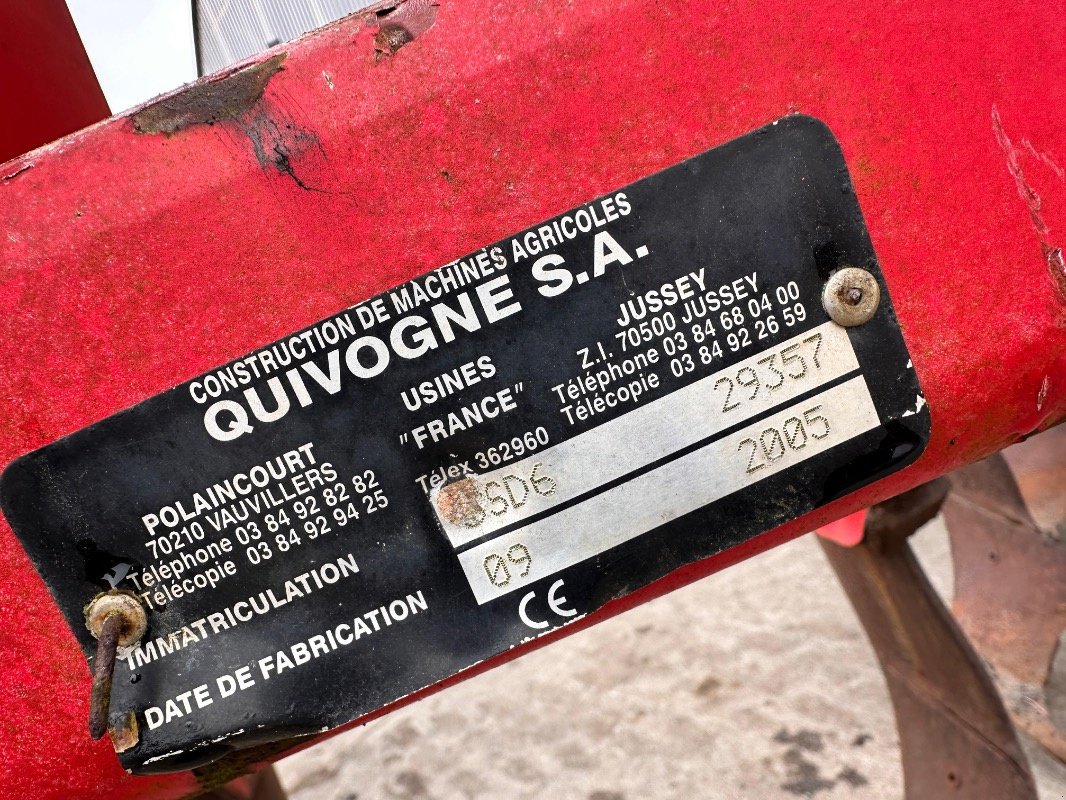 CONSTRUCTION DE MACHINES AGRICOLES
QUIVOGNE S.A.
POLAINCOURT
70210 VAUVILLERS
Téléphone 03 84 92 82 82
Télécopie 03 84 92 94 25
USINES
"FRANCE"
Télex 362960
JUSSEY
Z.I. 70500 JUSSEY
Téléphone 03 84 68 04 00
Télécopie 03 84 92 26 59
IMMATRICULATION 29357
DATE DE FABRICATION 09 2005
CE